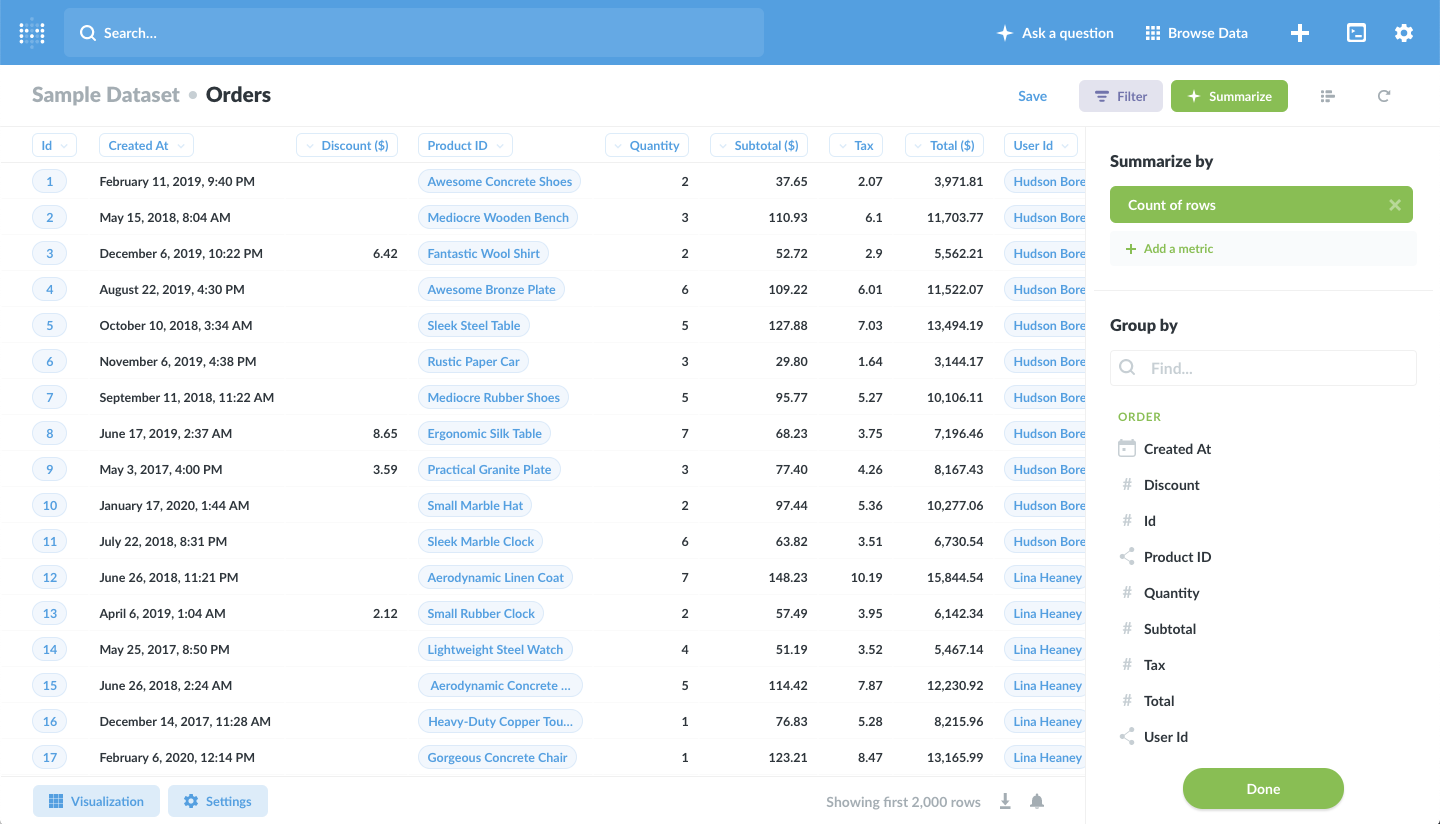 Search...
Ask a question
Browse Data
Sample Dataset • Orders
Save
Filter
Summarize
Id Created At Discount ($) Product ID Quantity Subtotal ($) Tax Total ($) User Id
1 February 11, 2019, 9:40 PM Awesome Concrete Shoes 2 37.65 2.07 3,971.81 Hudson Bore
2 May 15, 2018, 8:04 AM Mediocre Wooden Bench 3 110.93 6.1 11,703.77 Hudson Bore
3 December 6, 2019, 10:22 PM 6.42 Fantastic Wool Shirt 2 52.72 2.9 5,562.21 Hudson Bore
4 August 22, 2019, 4:30 PM Awesome Bronze Plate 6 109.22 6.01 11,522.07 Hudson Bore
5 October 10, 2018, 3:34 AM Sleek Steel Table 5 127.88 7.03 13,494.19 Hudson Bore
6 November 6, 2019, 4:38 PM Rustic Paper Car 3 29.80 1.64 3,144.17 Hudson Bore
7 September 11, 2018, 11:22 AM Mediocre Rubber Shoes 5 95.77 5.27 10,106.11 Hudson Bore
8 June 17, 2019, 2:37 AM 8.65 Ergonomic Silk Table 7 68.23 3.75 7,196.46 Hudson Bore
9 May 3, 2017, 4:00 PM 3.59 Practical Granite Plate 3 77.40 4.26 8,167.43 Hudson Bore
10 January 17, 2020, 1:44 AM Small Marble Hat 2 97.44 5.36 10,277.06 Hudson Bore
11 July 22, 2018, 8:31 PM Sleek Marble Clock 6 63.82 3.51 6,730.54 Hudson Bore
12 June 26, 2018, 11:21 PM Aerodynamic Linen Coat 7 148.23 10.19 15,844.54 Lina Heaney
13 April 6, 2019, 1:04 AM 2.12 Small Rubber Clock 2 57.49 3.95 6,142.34 Lina Heaney
14 May 25, 2017, 8:50 PM Lightweight Steel Watch 4 51.19 3.52 5,467.14 Lina Heaney
15 June 26, 2018, 2:24 AM Aerodynamic Concrete ... 5 114.42 7.87 12,230.92 Lina Heaney
16 December 14, 2017, 11:28 AM Heavy-Duty Copper Tou... 1 76.83 5.28 8,215.96 Lina Heaney
17 February 6, 2020, 12:14 PM Gorgeous Concrete Chair 1 123.21 8.47 13,165.99 Lina Heaney
Visualization
Settings
Showing first 2,000 rows
Summarize by
Count of rows
+ Add a metric
Group by
Find...
ORDER
Created At
# Discount
# Id
Product ID
# Quantity
# Subtotal
# Tax
# Total
User Id
Done